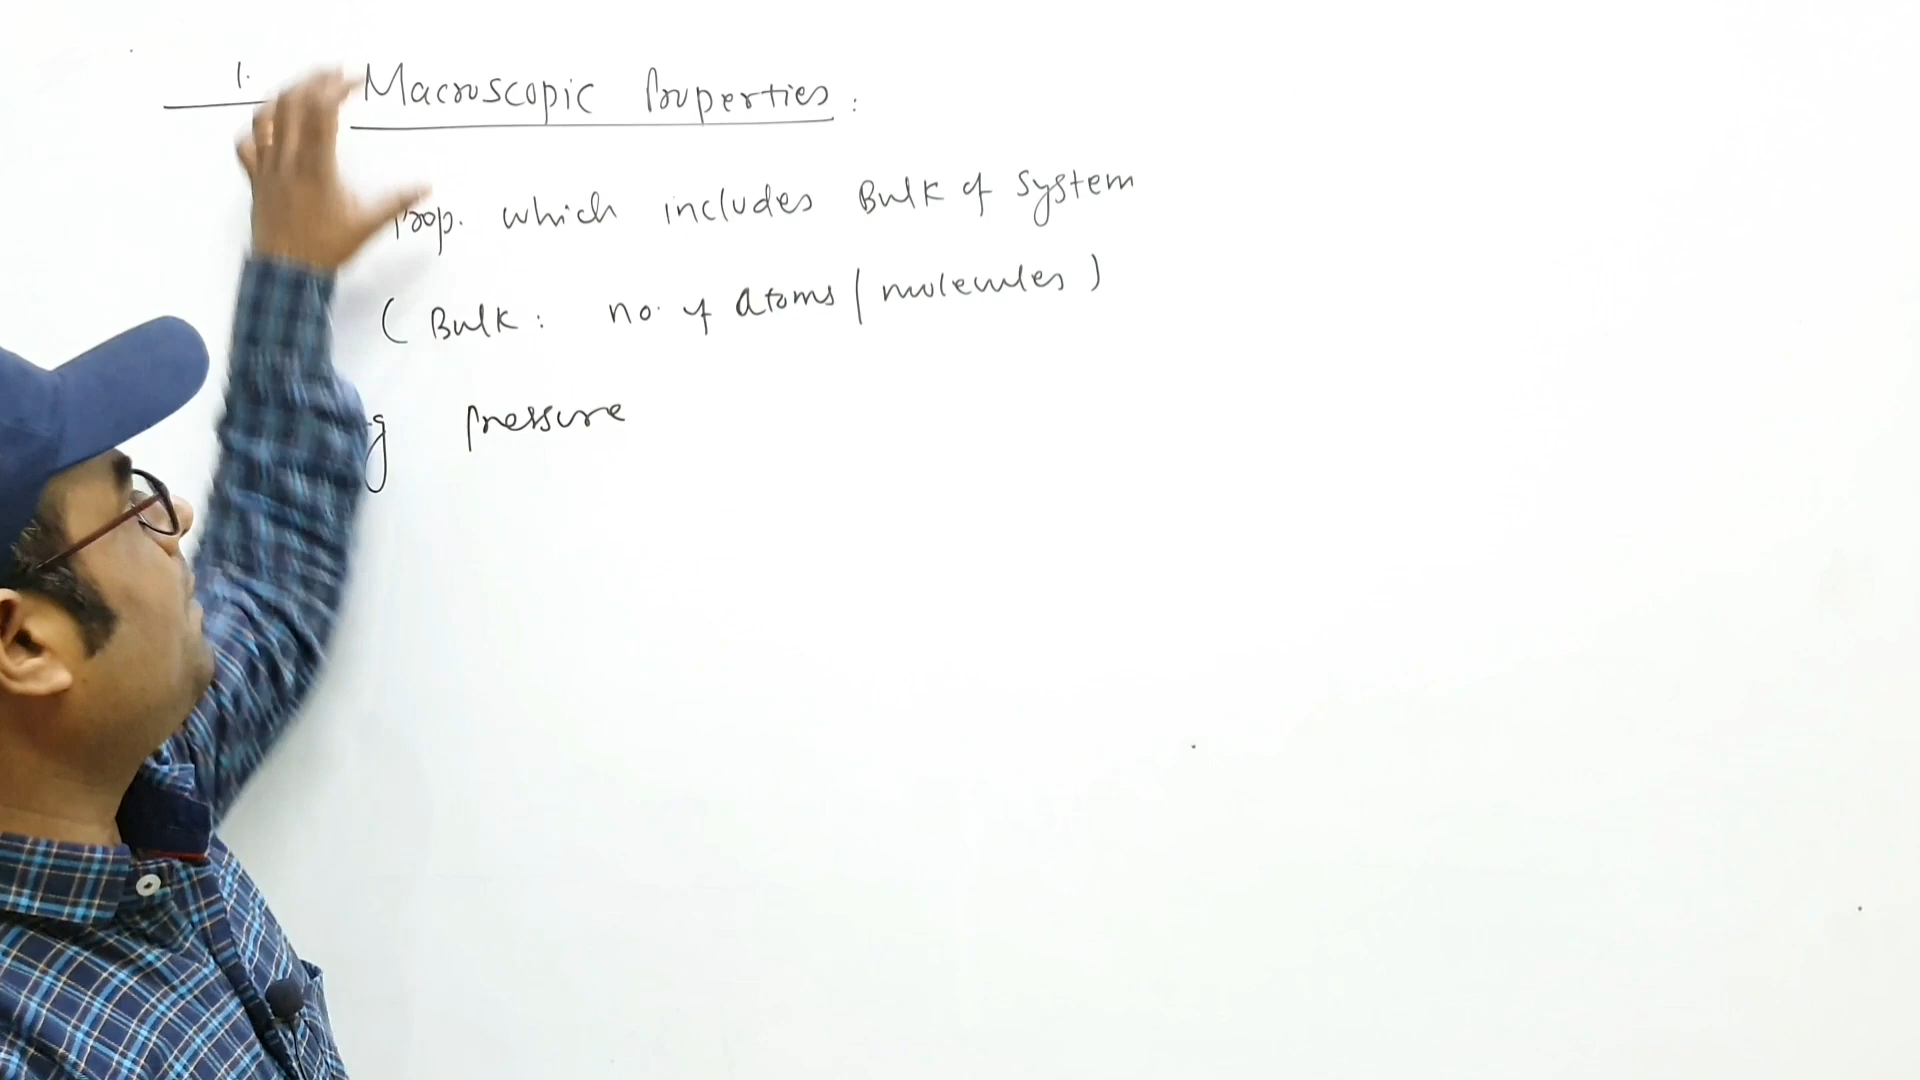 1. Macroscopic Properties :
Prop. which includes Bulk of system
( Bulk : no. of atoms / molecules )
g pressure